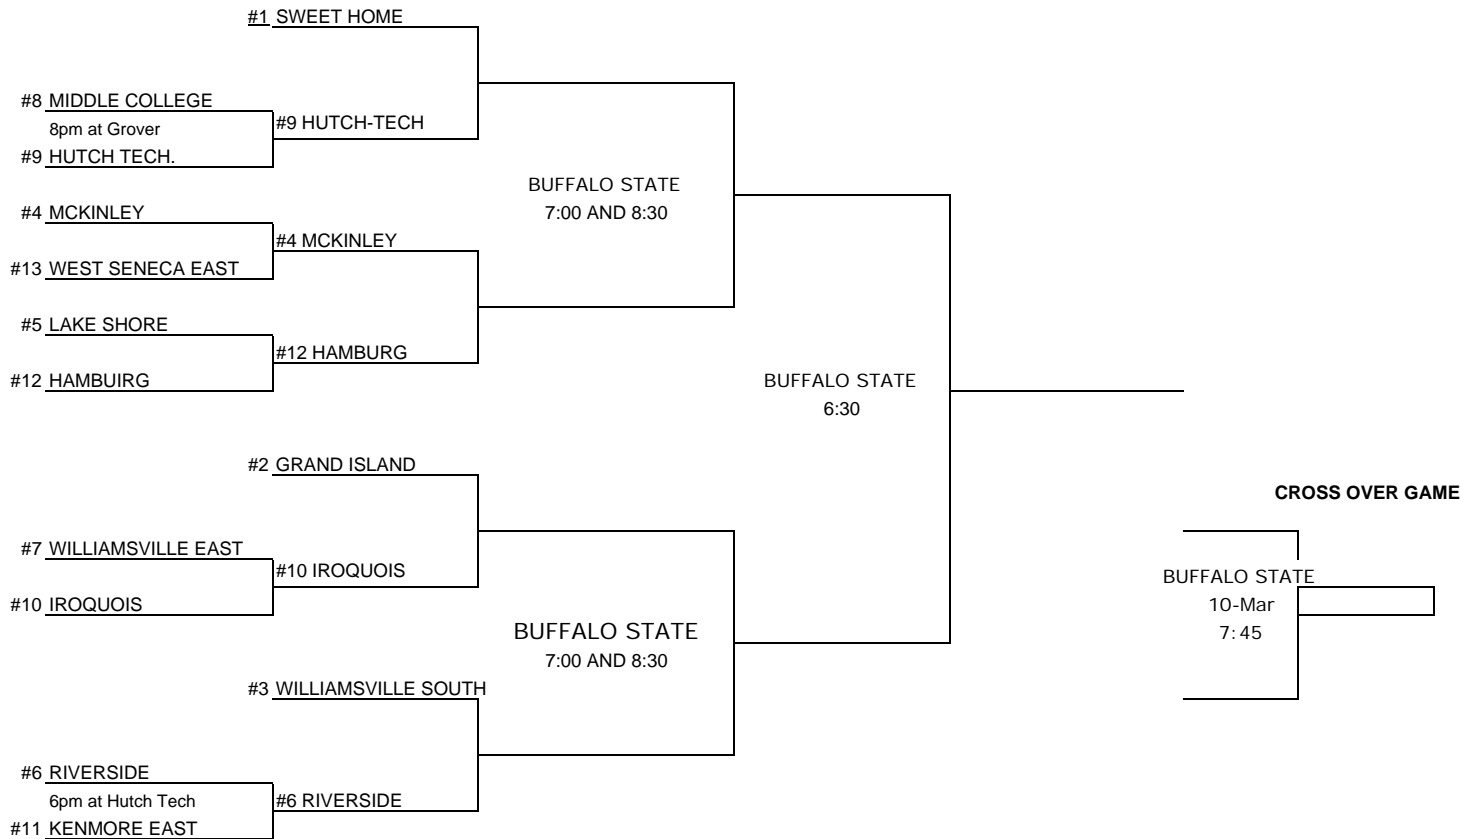 #1 SWEET HOME
#8 MIDDLE COLLEGE
8pm at Grover
#9 HUTCH-TECH
#9 HUTCH TECH.
BUFFALO STATE
7:00 AND 8:30
#4 MCKINLEY
#4 MCKINLEY
#13 WEST SENECA EAST
#5 LAKE SHORE
#12 HAMBURG
#12 HAMBUIRG
BUFFALO STATE
6:30
#2 GRAND ISLAND
CROSS OVER GAME
#7 WILLIAMSVILLE EAST
#10 IROQUOIS
#10 IROQUOIS
BUFFALO STATE
10-Mar
7:45
BUFFALO STATE
7:00 AND 8:30
#3 WILLIAMSVILLE SOUTH
#6 RIVERSIDE
6pm at Hutch Tech
#6 RIVERSIDE
#11 KENMORE EAST